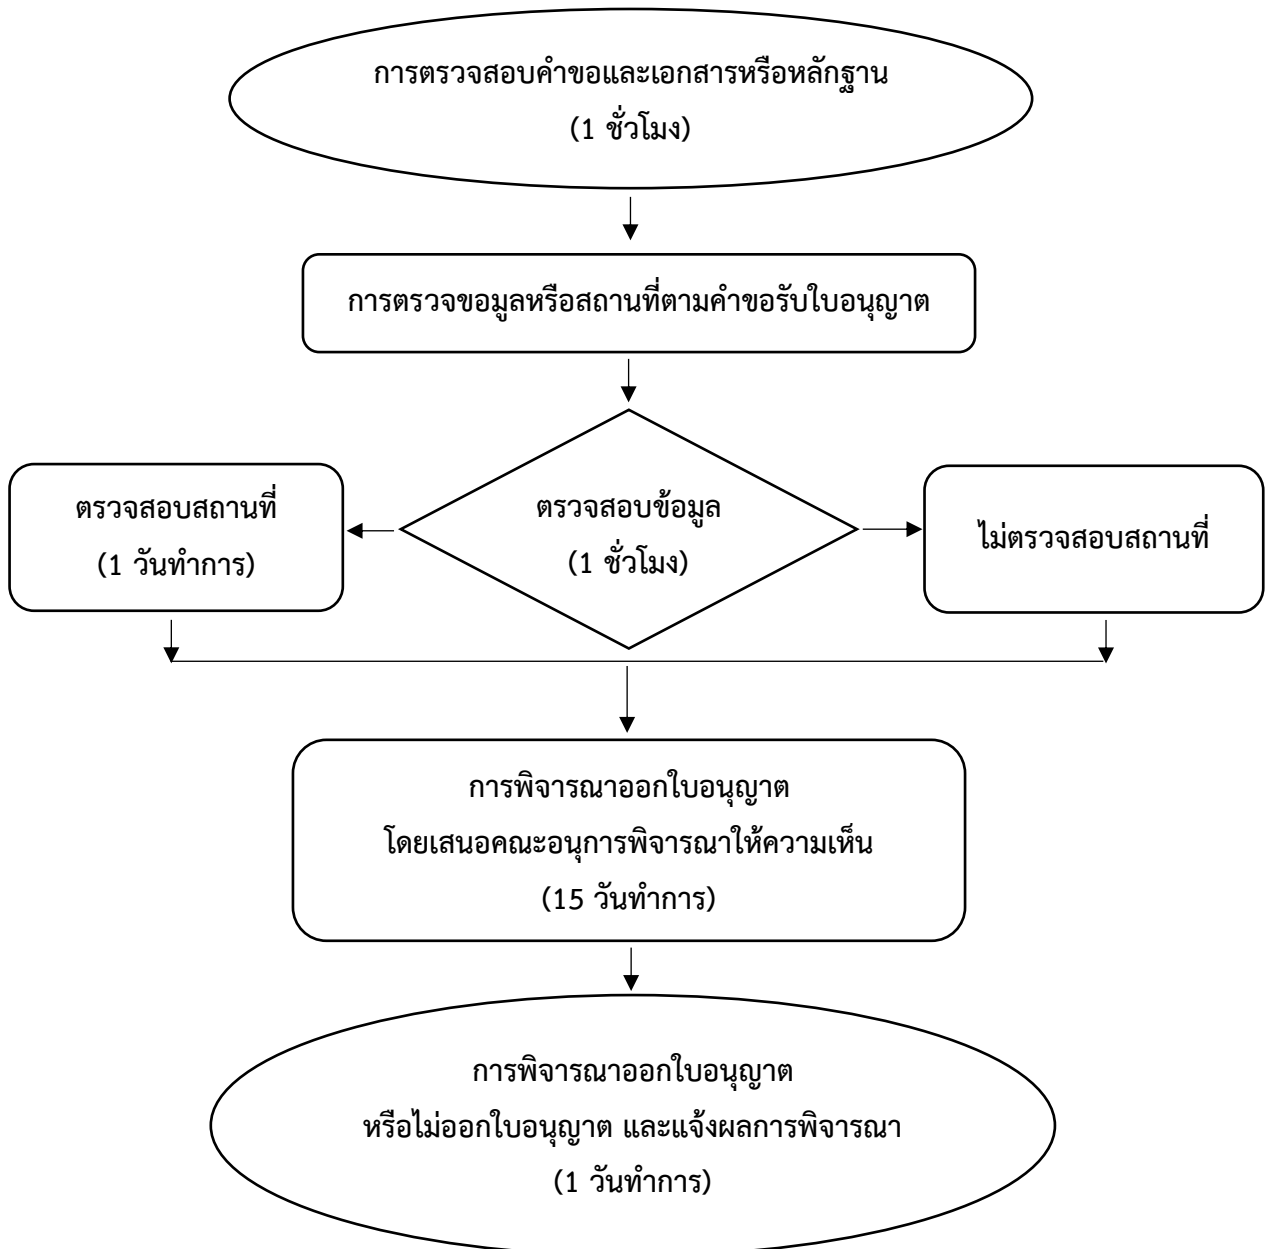 การตรวจสอบคำขอและเอกสารหรือหลักฐาน
(1 ชั่วโมง)
การตรวจขอมูลหรือสถานที่ตามคำขอรับใบอนุญาต
ตรวจสอบสถานที่
(1 วันทำการ)
ตรวจสอบข้อมูล
(1 ชั่วโมง)
ไม่ตรวจสอบสถานที่
การพิจารณาออกใบอนุญาต
โดยเสนอคณะอนุการพิจารณาให้ความเห็น
(15 วันทำการ)
การพิจารณาออกใบอนุญาต
หรือไม่ออกใบอนุญาต และแจ้งผลการพิจารณา
(1 วันทำการ)